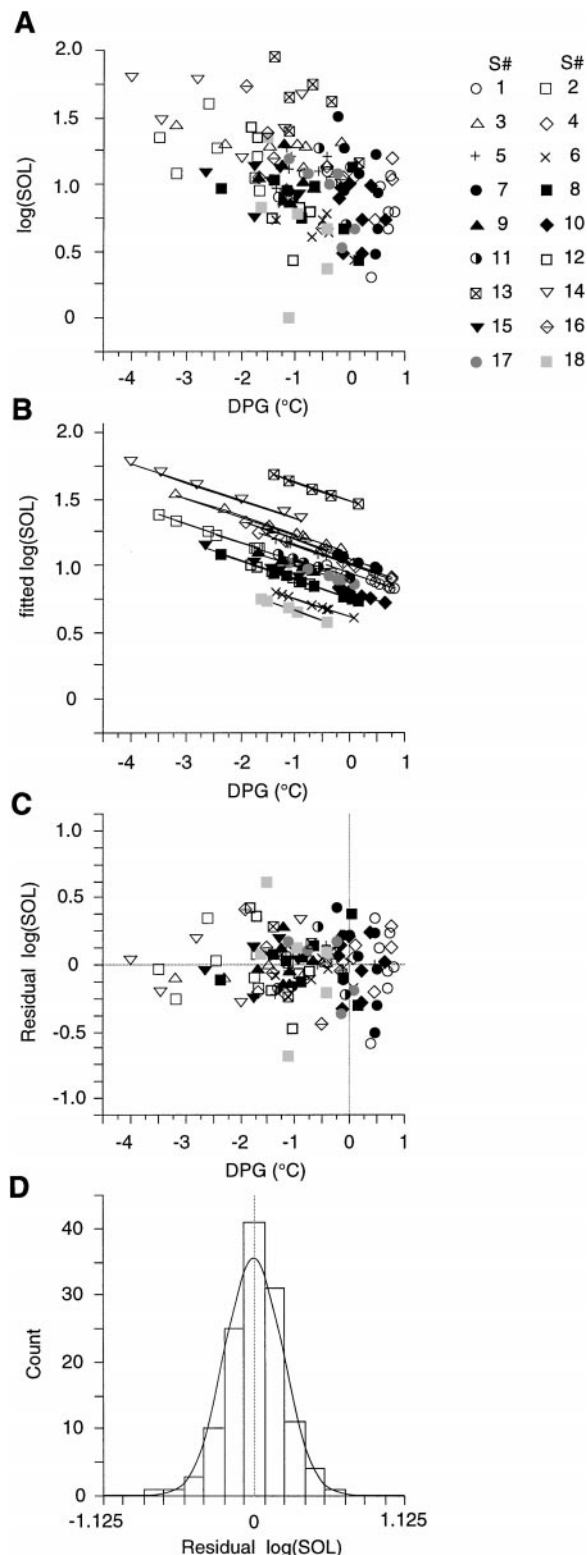 A
log(SOL)
2.0
1.5
1.0
0.5
0
-4 -3 -2 -1 0 1
DPG (°C)
S# S#
1 2
3 4
5 6
7 8
9 10
11 12
13 14
15 16
17 18
B
fitted log(SOL)
2.0
1.5
1.0
0.5
0
-4 -3 -2 -1 0 1
DPG (°C)
C
Residual log(SOL)
1.0
0.5
0
-0.5
-1.0
-4 -3 -2 -1 0 1
DPG (°C)
D
Count
40
30
20
10
0
-1.125 0 1.125
Residual log(SOL)